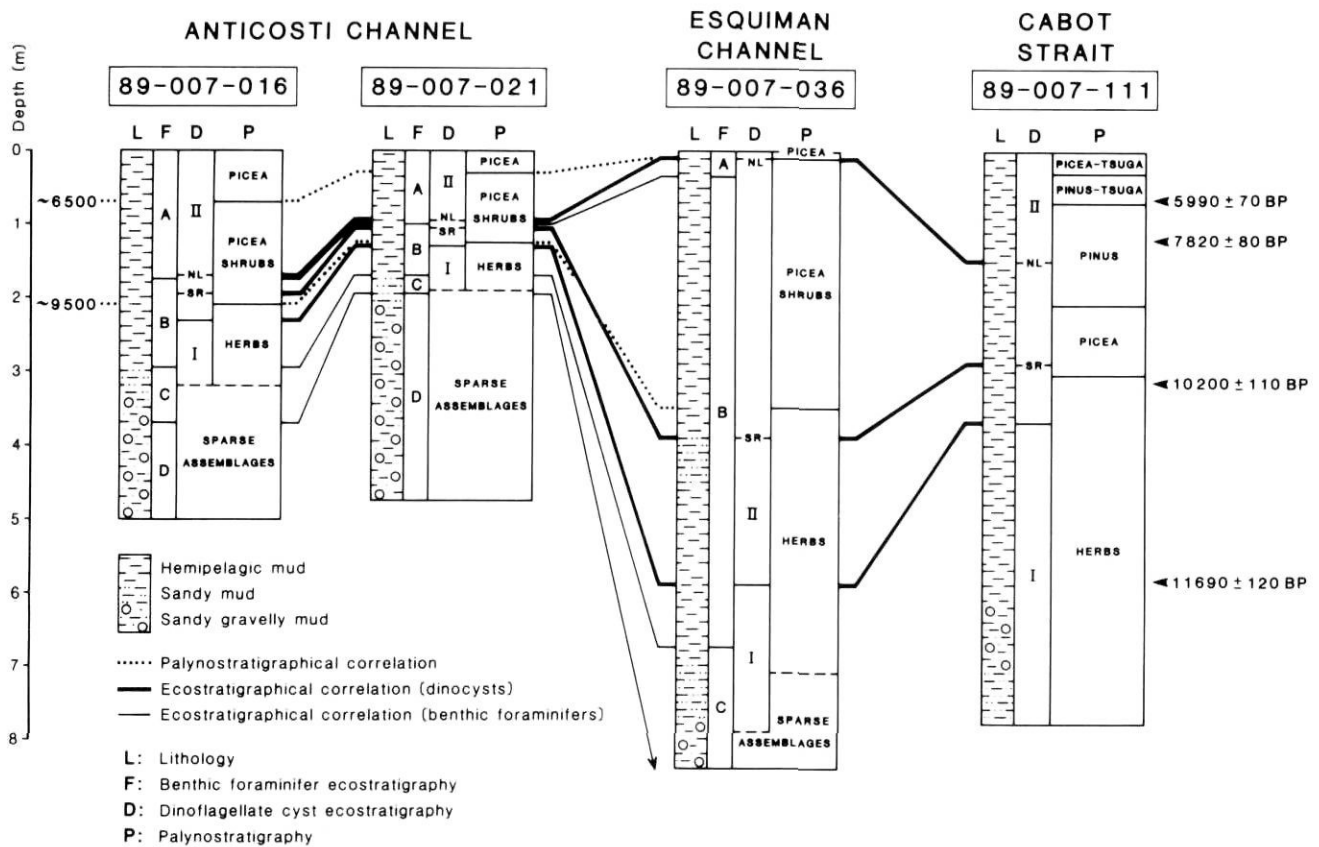 ANTICOSTI CHANNEL
ESQUIMAN
CHANNEL
CABOT
STRAIT
89-007-016
89-007-021
89-007-036
89-007-111
Depth (m)
0
1
2
3
4
5
6
7
8
~6500
~9500
L F D P
A
B
C
D
II
NL
SR
I
PICEA
PICEA
SHRUBS
HERBS
SPARSE
ASSEMBLAGES
L F D P
A
B
C
D
II
NL
SR
I
PICEA
PICEA
SHRUBS
HERBS
SPARSE
ASSEMBLAGES
L F D P
A
B
C
NL
SR
II
I
PICEA
PICEA
SHRUBS
HERBS
SPARSE
ASSEMBLAGES
L D P
II
NL
SR
I
PICEA-TSUGA
PINUS-TSUGA
PINUS
PICEA
HERBS
5990 ± 70 BP
7820 ± 80 BP
10200 ± 110 BP
11690 ± 120 BP
Hemipelagic mud
Sandy mud
Sandy gravelly mud
Palynostratigraphical correlation
Ecostratigraphical correlation (dinocysts)
Ecostratigraphical correlation (benthic foraminifers)
L: Lithology
F: Benthic foraminifer ecostratigraphy
D: Dinoflagellate cyst ecostratigraphy
P: Palynostratigraphy